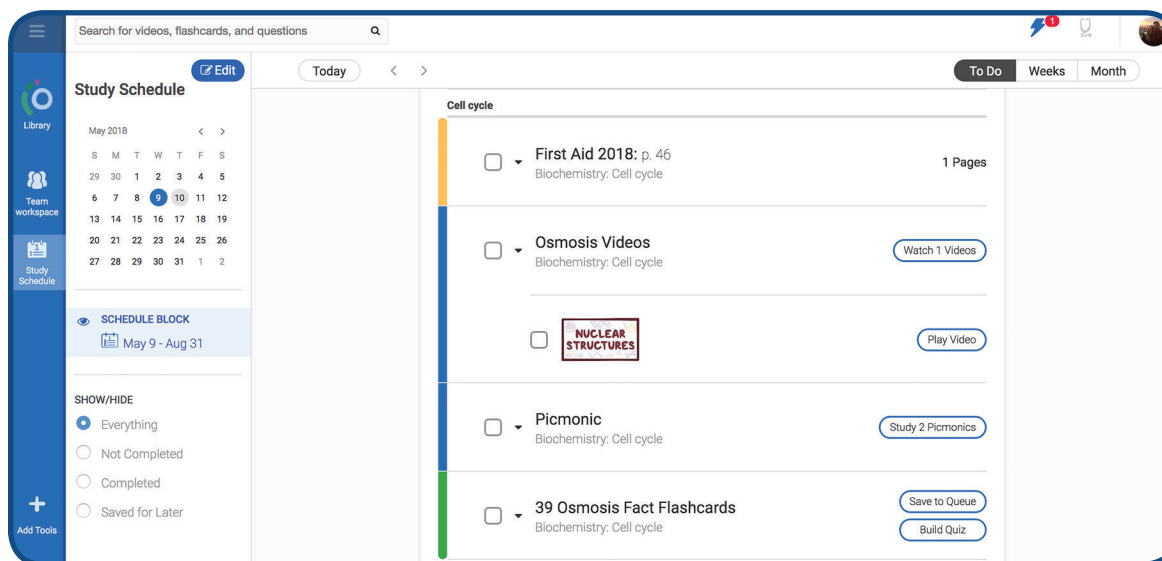 Search for videos, flashcards, and questions
1
Library
Team
workspace
Study
Schedule
Add Tools
Edit
Study Schedule
May 2018
S M T W T F S
29 30 1 2 3 4 5
6 7 8 9 10 11 12
13 14 15 16 17 18 19
20 21 22 23 24 25 26
27 28 29 30 31 1 2
SCHEDULE BLOCK
May 9 - Aug 31
SHOW/HIDE
Everything
Not Completed
Completed
Saved for Later
Today
To Do Weeks Month
Cell cycle
First Aid 2018: p. 46
Biochemistry: Cell cycle
1 Pages
Osmosis Videos
Biochemistry: Cell cycle
Watch 1 Videos
NUCLEAR
STRUCTURES
Play Video
Picmonic
Biochemistry: Cell cycle
Study 2 Picmonics
39 Osmosis Fact Flashcards
Biochemistry: Cell cycle
Save to Queue
Build Quiz